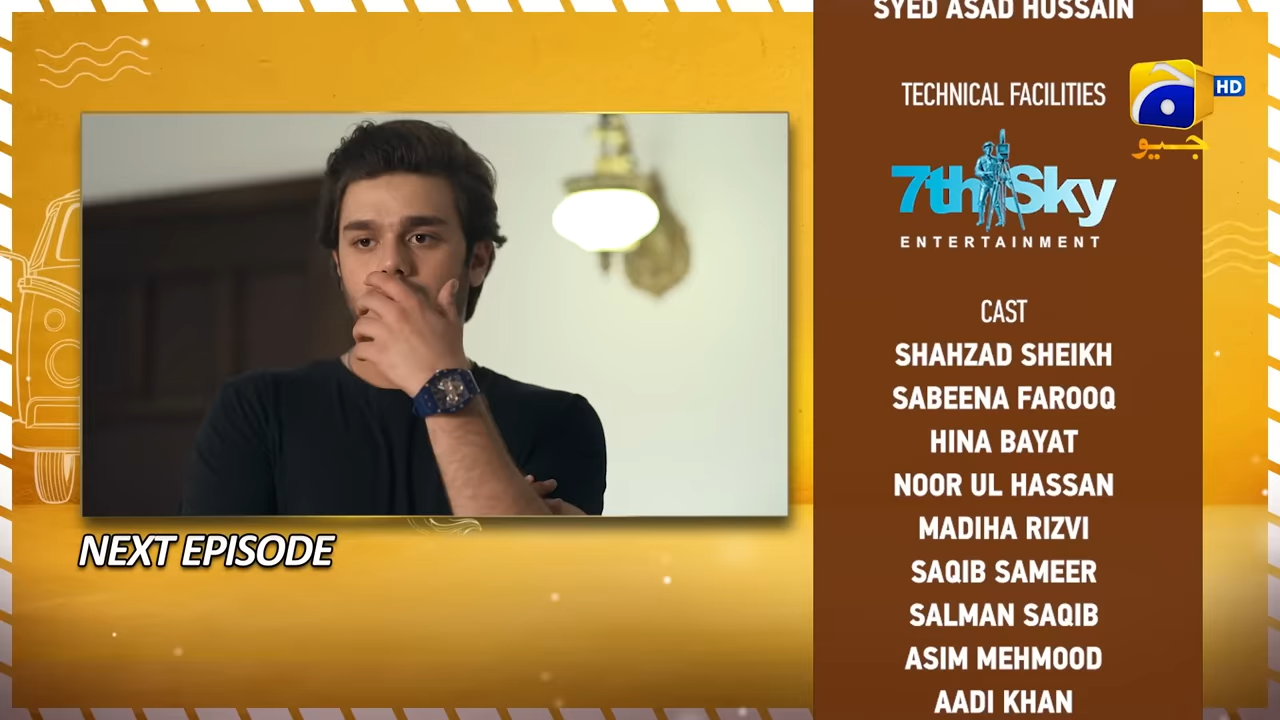 SYED ASAD HUSSAIN
TECHNICAL FACILITIES
HD
جیو
7th Sky
ENTERTAINMENT
CAST
SHAHZAD SHEIKH
SABEENA FAROOQ
HINA BAYAT
NOOR UL HASSAN
MADIHA RIZVI
SAQIB SAMEER
SALMAN SAQIB
ASIM MEHMOOD
AADI KHAN
NEXT EPISODE